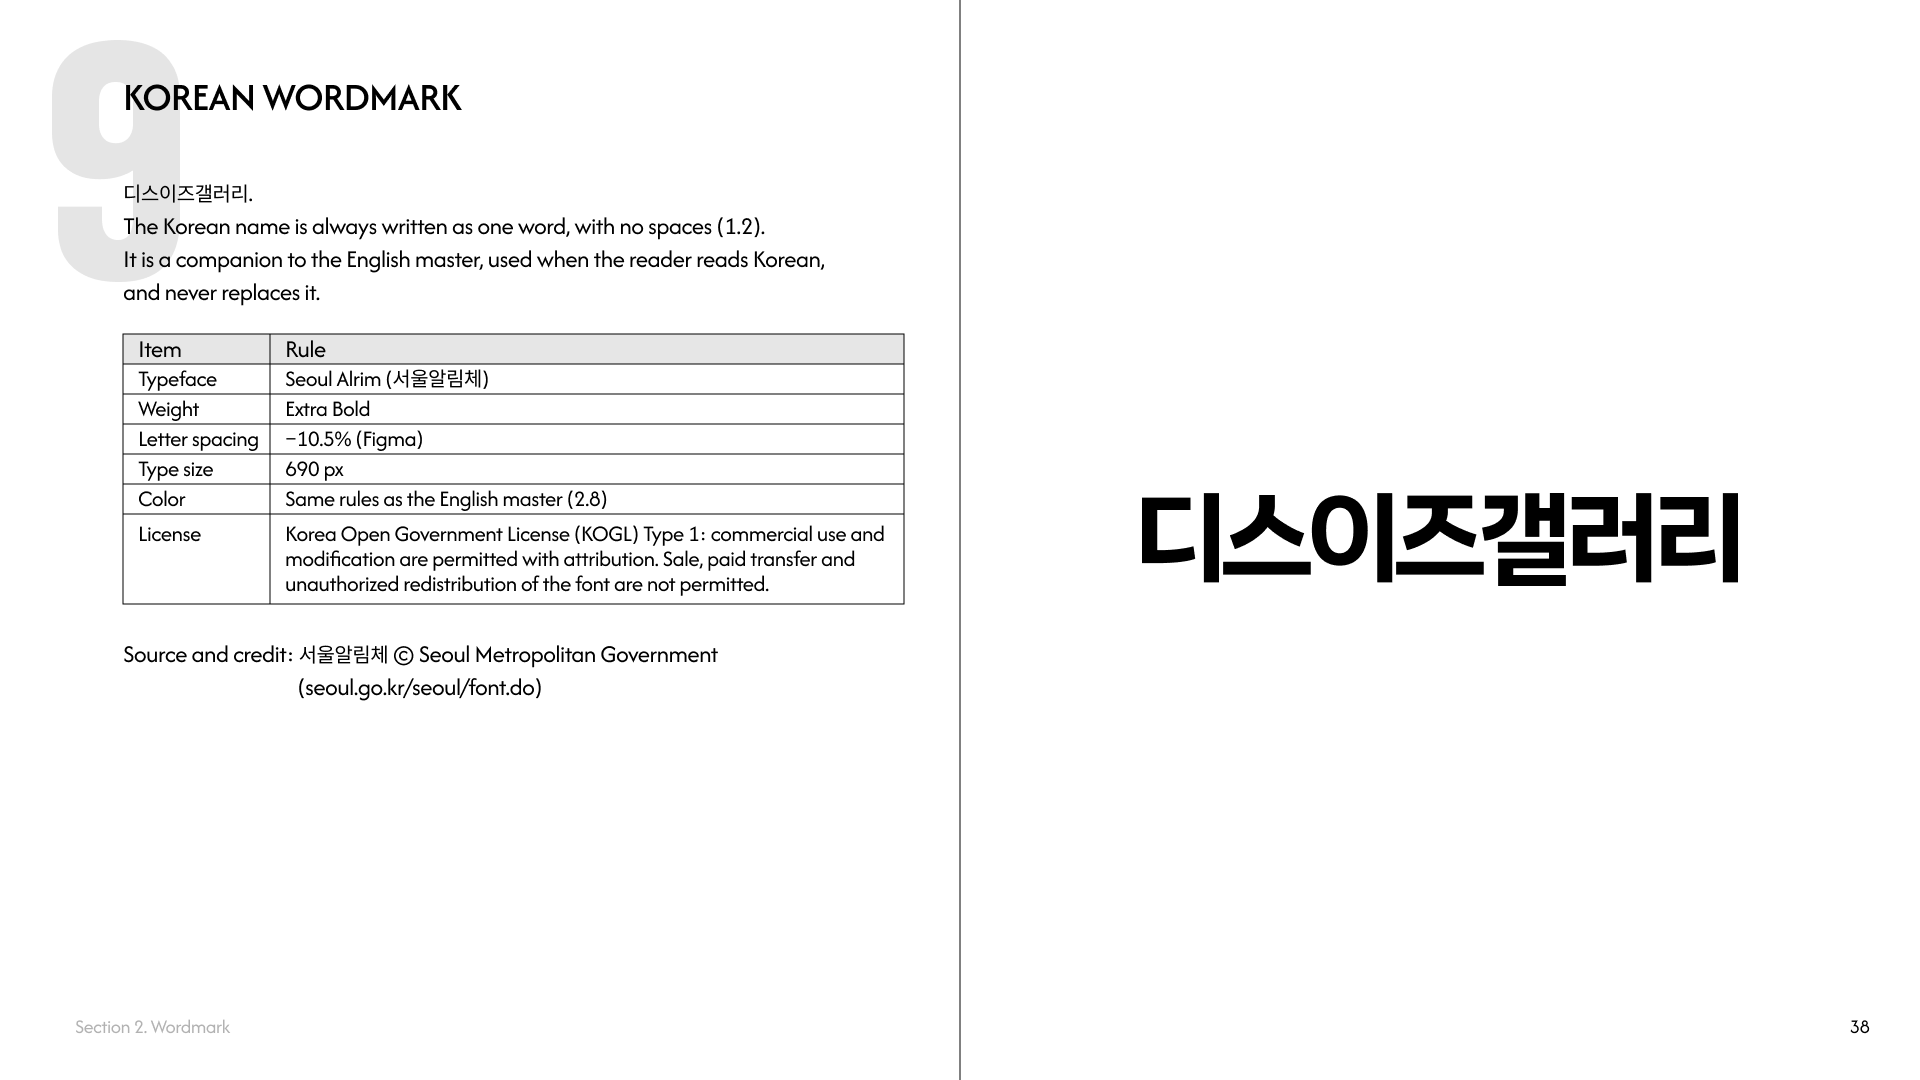 9
KOREAN WORDMARK
디스이즈갤러리.
The Korean name is always written as one word, with no spaces (1.2).
It is a companion to the English master, used when the reader reads Korean,
and never replaces it.
Item Rule
Typeface Seoul Alrim (서울알림체)
Weight Extra Bold
Letter spacing −10.5% (Figma)
Type size 690 px
Color Same rules as the English master (2.8)
License Korea Open Government License (KOGL) Type 1: commercial use and
modification are permitted with attribution. Sale, paid transfer and
unauthorized redistribution of the font are not permitted.
Source and credit: 서울알림체 © Seoul Metropolitan Government
(seoul.go.kr/seoul/font.do)
디스이즈갤러리
Section 2. Wordmark
38